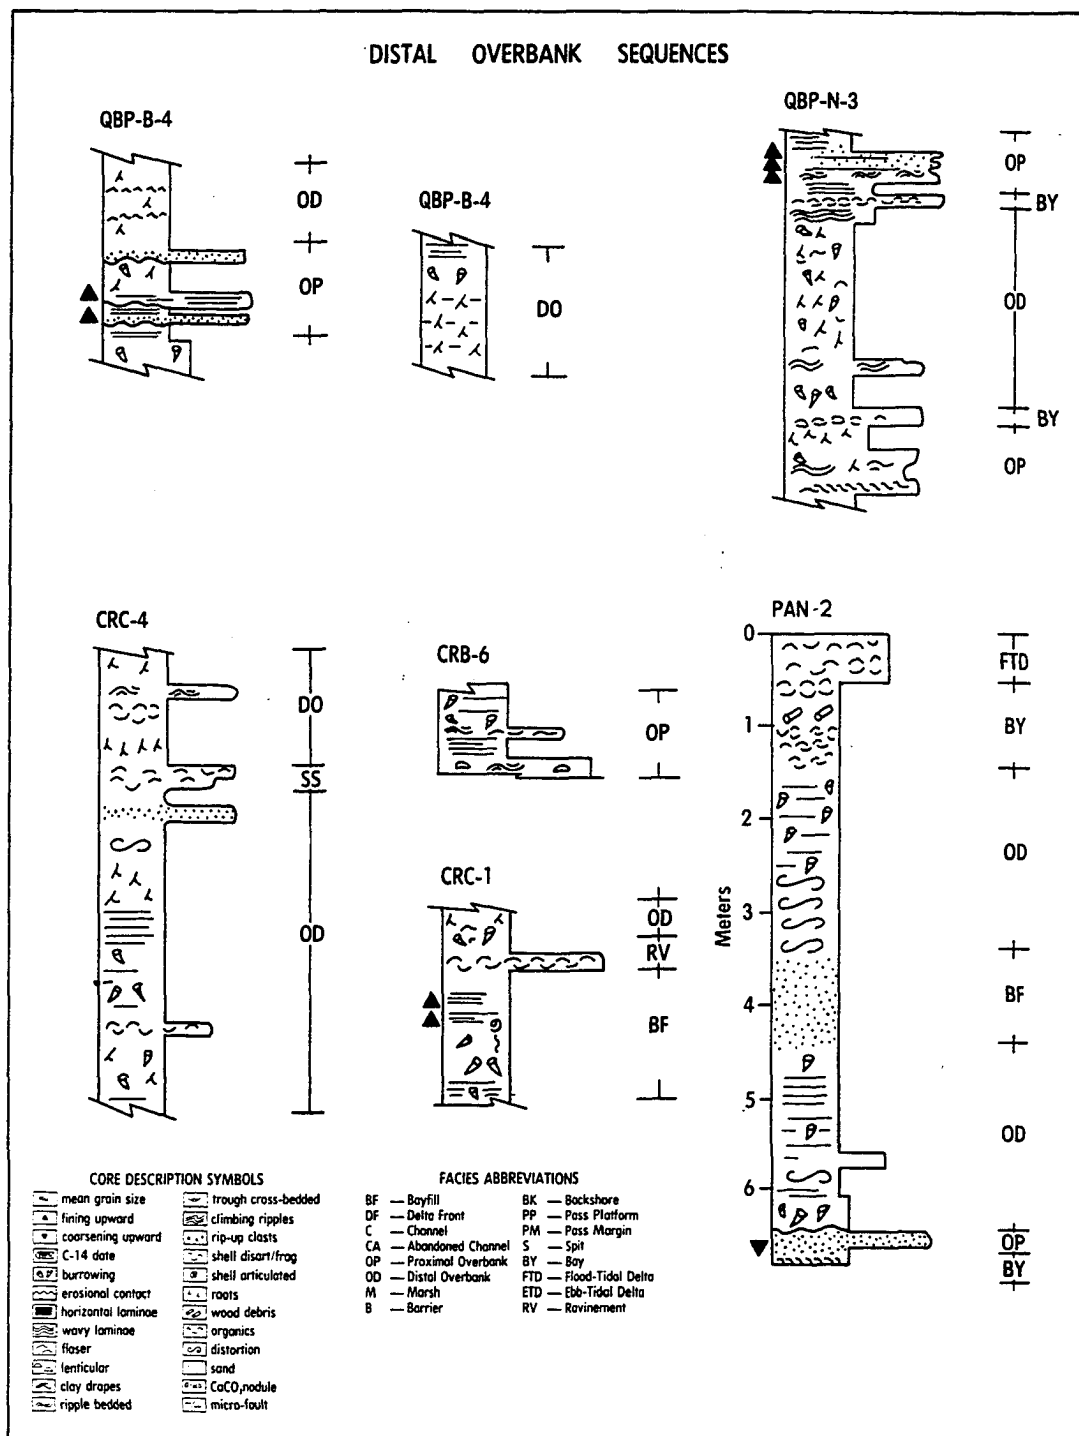 DISTAL OVERBANK SEQUENCES
QBP-B-4
OD
OP
QBP-B-4
DO
QBP-N-3
OP
BY
OD
BY
OP
CRC-4
DO
SS
OD
CRB-6
OP
CRC-1
OD
RV
BF
PAN-2
0
1
2
3
4
5
6
Meters
FTD
BY
OD
BF
OD
OP
BY
CORE DESCRIPTION SYMBOLS
mean grain size
fining upward
coarsening upward
C-14 date
burrowing
erosional contact
horizontal laminae
wavy laminae
flaser
lenticular
clay drapes
ripple bedded
trough cross-bedded
climbing ripples
rip-up clasts
shell disart/frag
shell articulated
roots
wood debris
organics
distortion
sand
CaCO₃nodule
micro-fault
FACIES ABBREVIATIONS
BF — Bayfill
DF — Delta Front
C — Channel
CA — Abandoned Channel
OP — Proximal Overbank
OD — Distal Overbank
M — Marsh
B — Barrier
BK — Backshore
PP — Pass Platform
PM — Pass Margin
S — Spit
BY — Bay
FTD — Flood-Tidal Delta
ETD — Ebb-Tidal Delta
RV — Ravinement